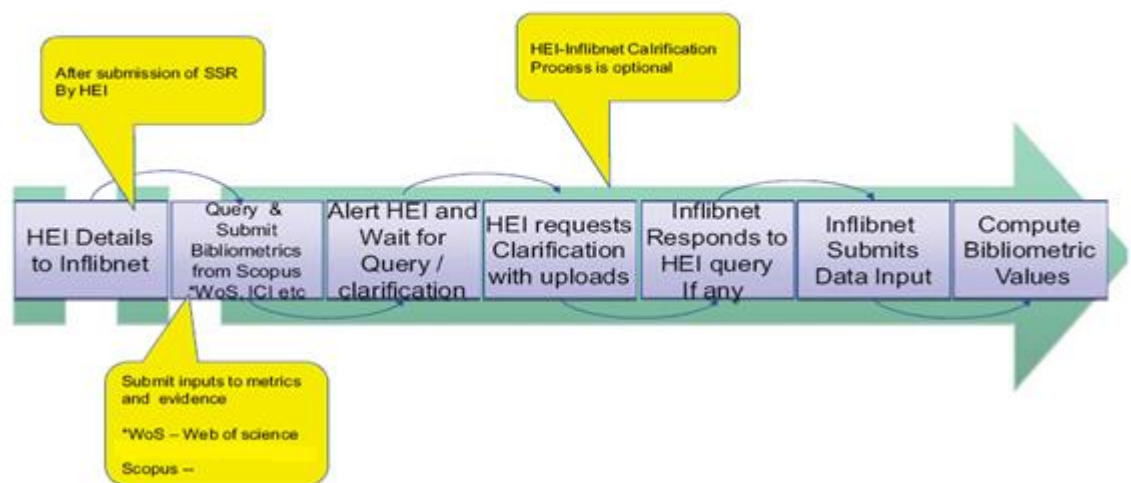 After submission of SSR
By HEI
HEI-Inflibnet Calrification
Process is optional
HEI Details
to Inflibnet
Query & 
Submit
Bibliometrics
from Scopus
*WoS, ICI etc
Alert HEI and
Wait for
Query /
clarification
HEI requests
Clarification
with uploads
Inflibnet
Responds to
HEI query
If any
Inflibnet
Submits
Data Input
Compute
Bibliometric
Values
Submit inputs to metrics
and evidence
*WoS – Web of science
Scopus --